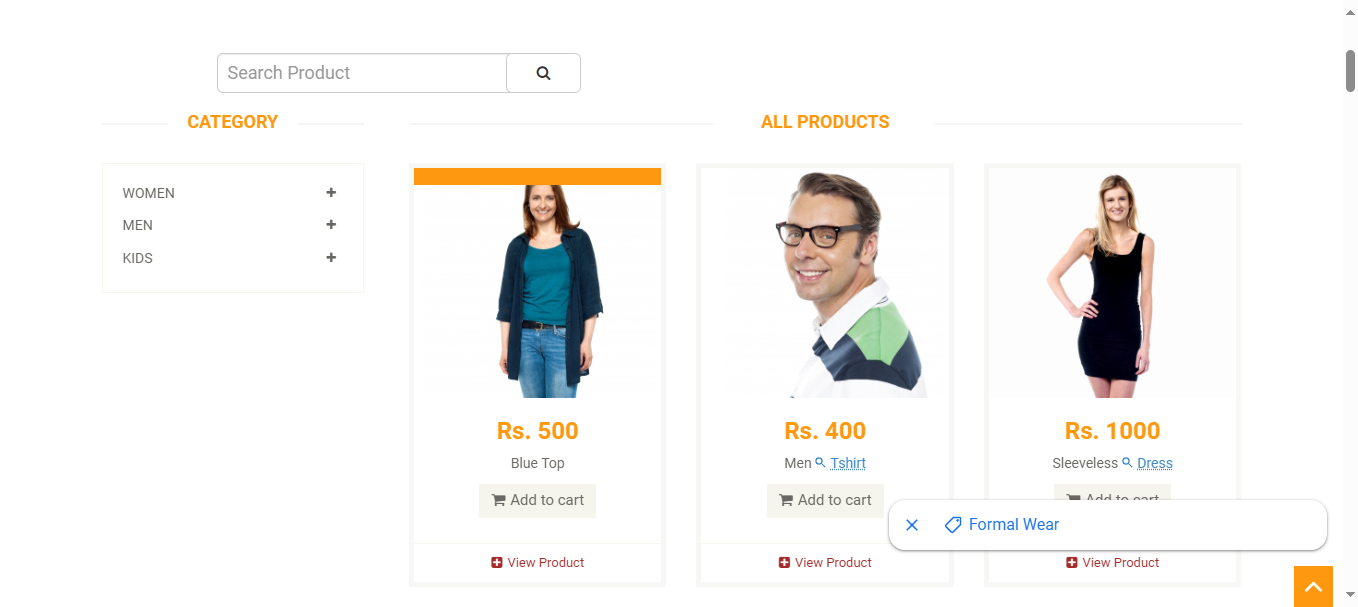 Search Product
CATEGORY
ALL PRODUCTS
WOMEN
MEN
KIDS
Rs. 500
Blue Top
Add to cart
View Product
Rs. 400
Men Tshirt
Add to cart
View Product
Rs. 1000
Sleeveless Dress
Add to cart
View Product
Formal Wear